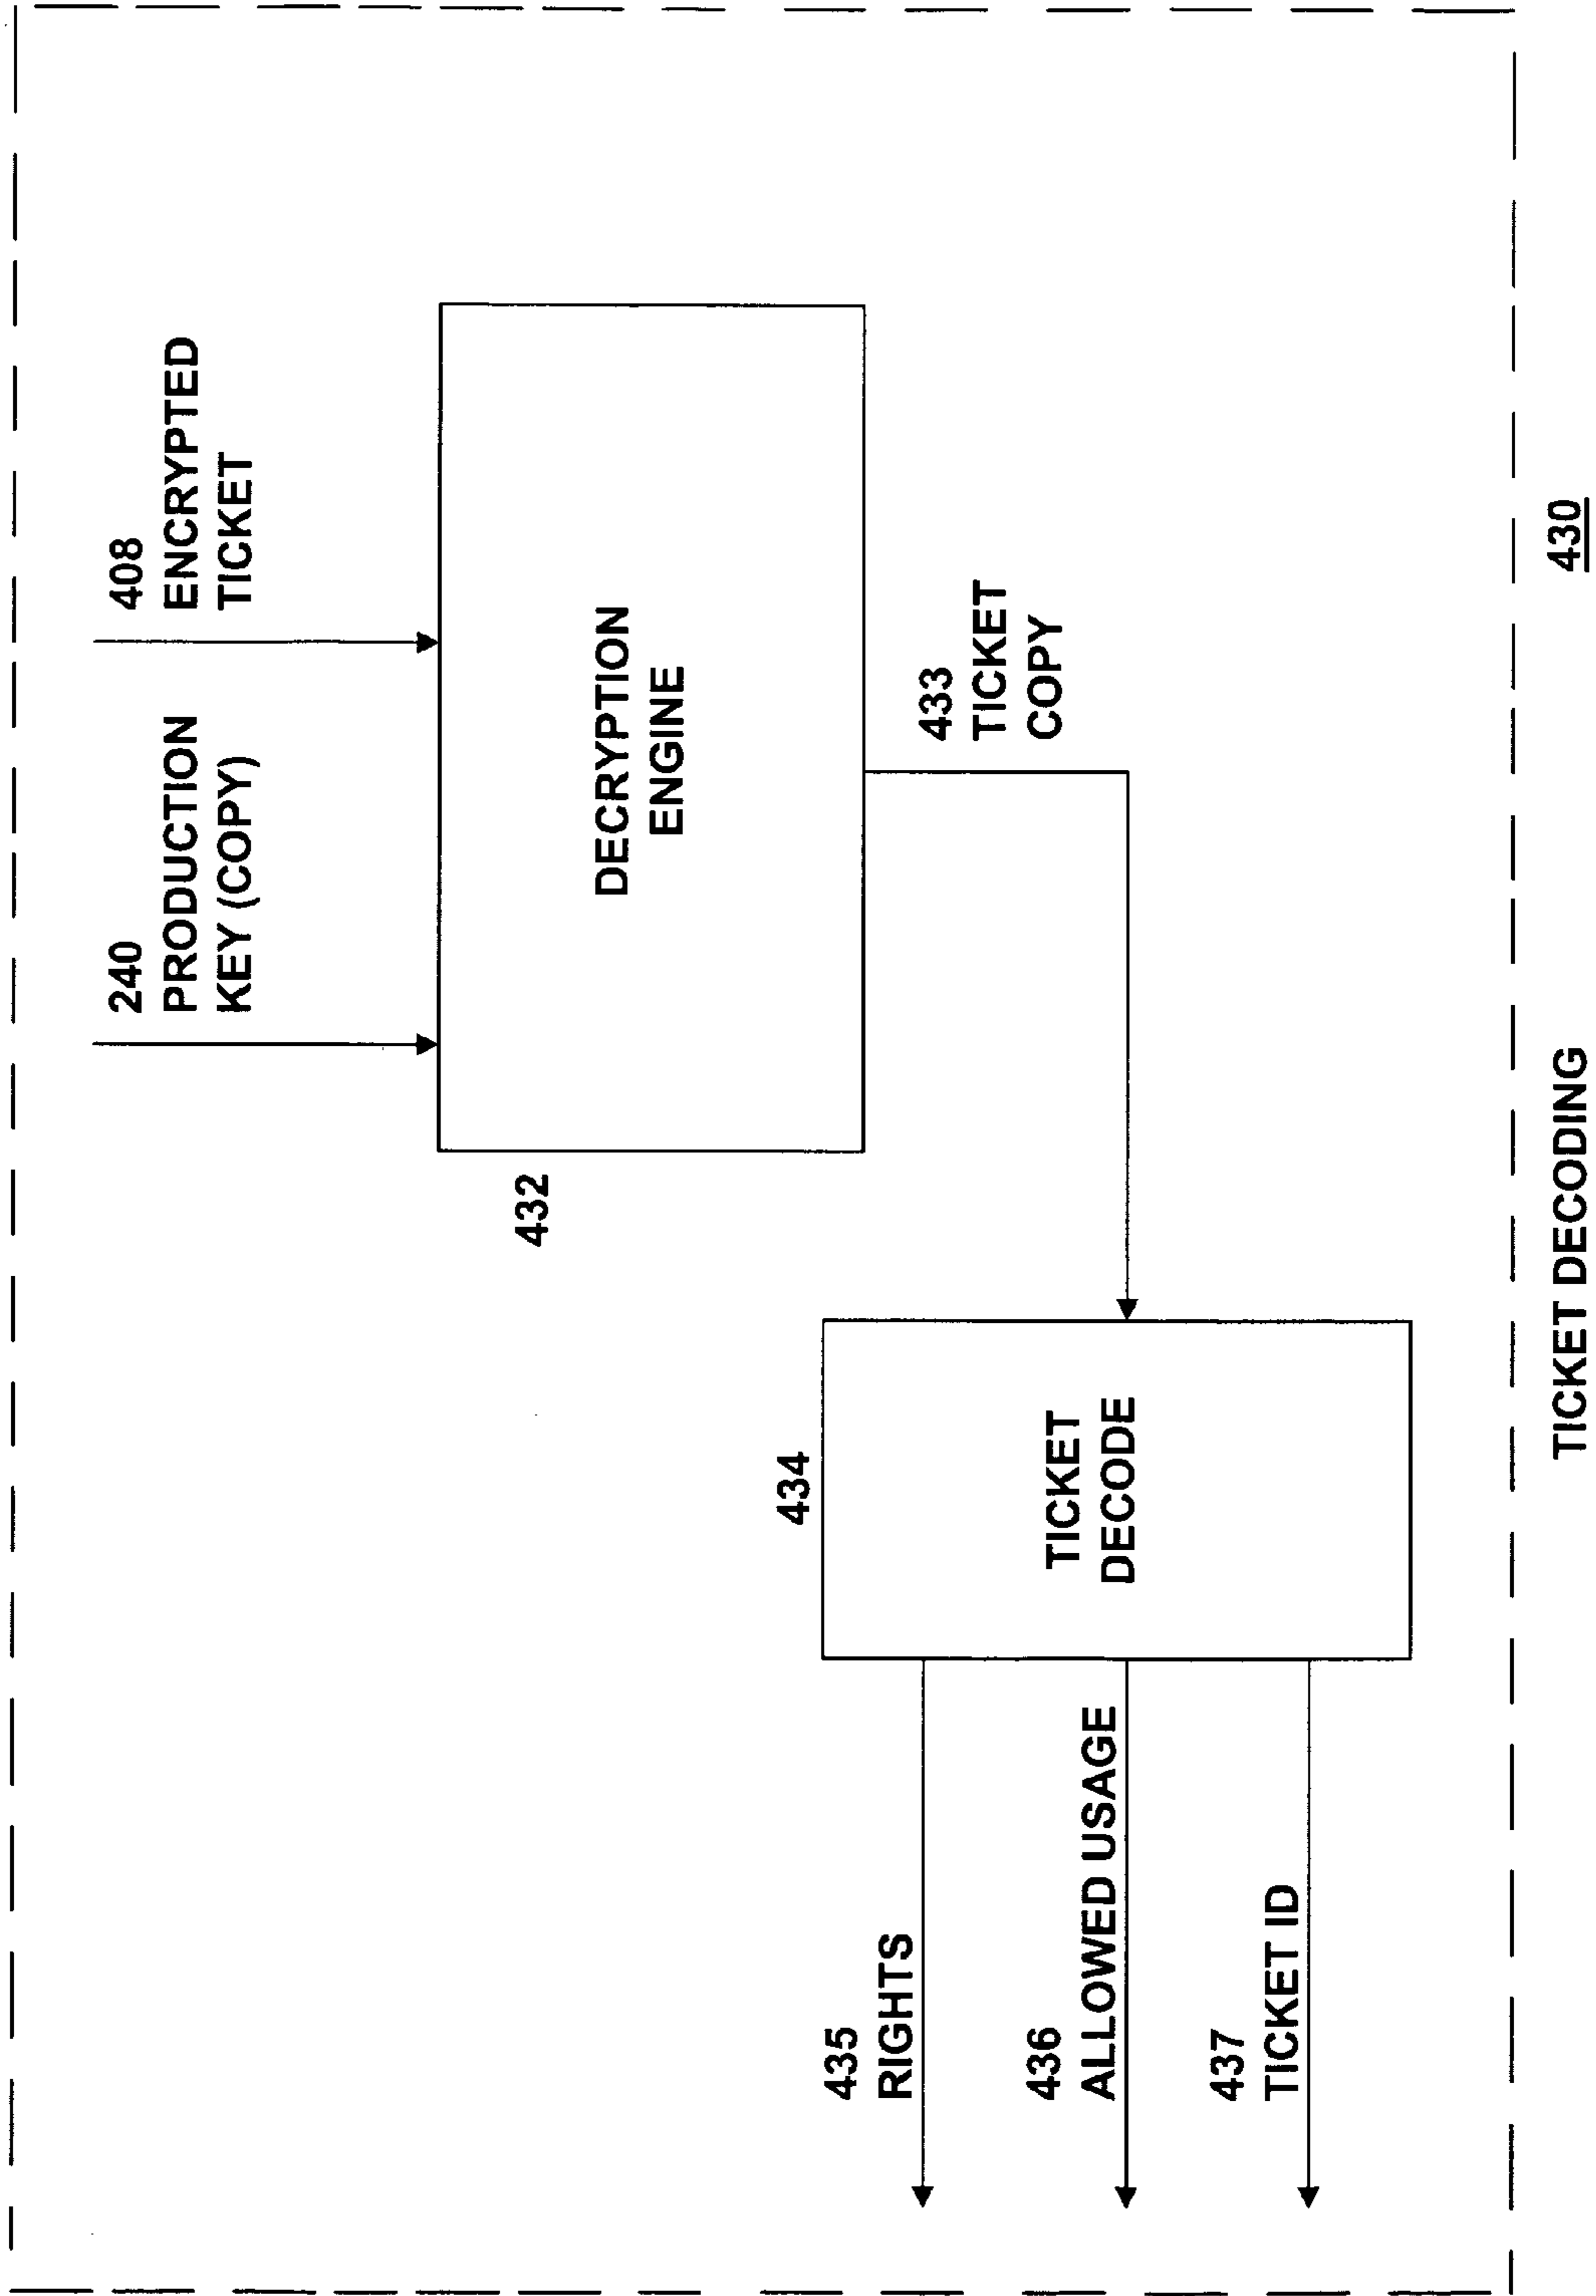 240
PRODUCTION
KEY (COPY)
408
ENCRYPTED
TICKET
432
DECRYPTION
ENGINE
433
TICKET
COPY
434
TICKET
DECODE
435
RIGHTS
436
ALLOWED USAGE
437
TICKET ID
TICKET DECODING
430